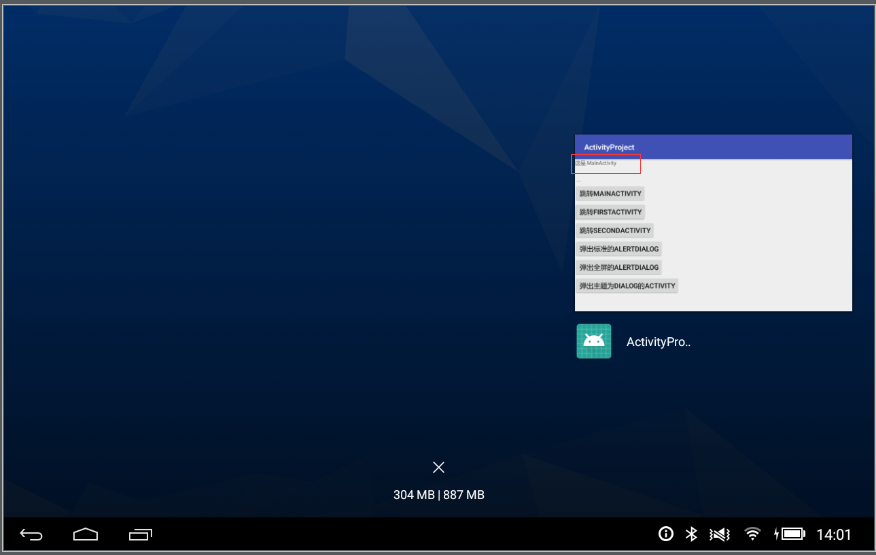 ActivityProject
这是 MainActivity
跳转MAINACTIVITY
跳转FIRSTACTIVITY
跳转SECONDACTIVITY
弹出标准的ALERTDIALOG
弹出全屏的ALERTDIALOG
弹出主题为DIALOG的ACTIVITY
ActivityPro..
304 MB | 887 MB
14:01